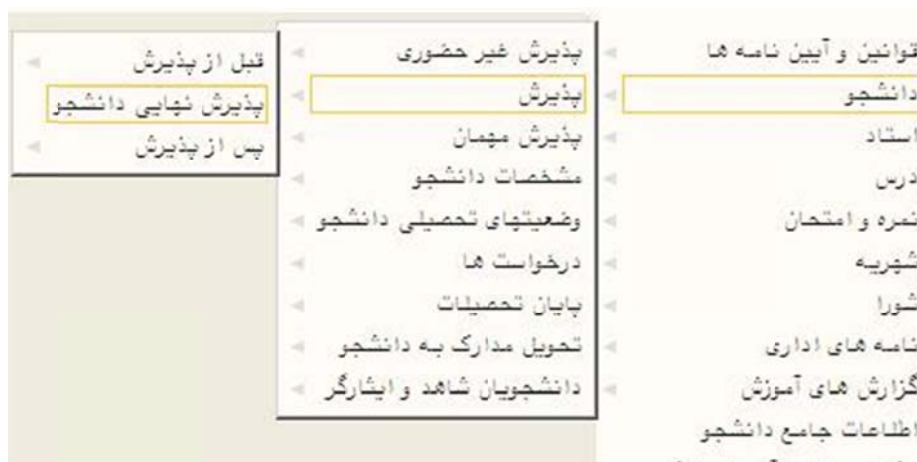 قوانین و آیین نامه ها
دانشجو
استاد
درس
نمره و امتحان
شهریه
شورا
نامه های اداری
گزارش های آموزش
اطلاعات جامع دانشجو
پذیرش غیر حضوری
پذیرش
پذیرش مهمان
مشخصات دانشجو
وضعیتهای تحصیلی دانشجو
درخواست ها
پایان تحصیلات
تحویل مدارک به دانشجو
دانشجویان شاهد و ایثارگر
قبل از پذیرش
پذیرش نهایی دانشجو
پس از پذیرش